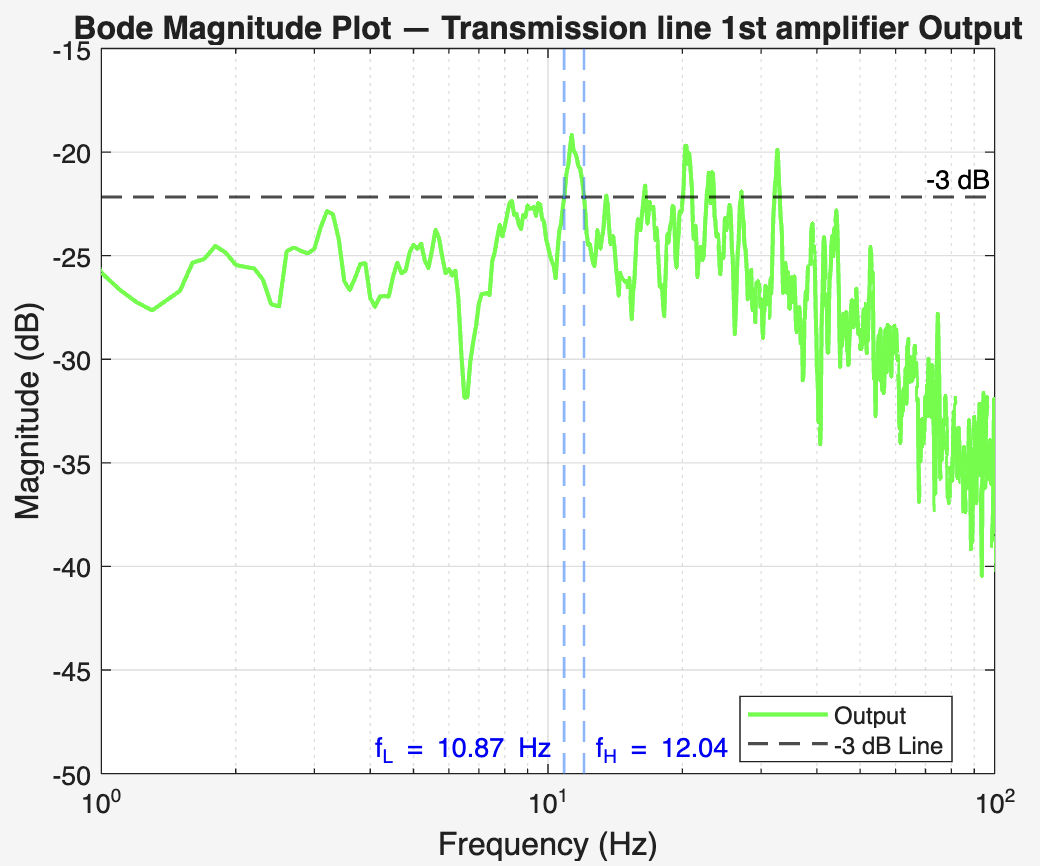 Bode Magnitude Plot — Transmission line 1st amplifier Output
-15
-20
-25
-30
-35
-40
-45
-50
Magnitude (dB)
-3 dB
f_L = 10.87 Hz
f_H = 12.04
Output
-3 dB Line
10^0
10^1
10^2
Frequency (Hz)